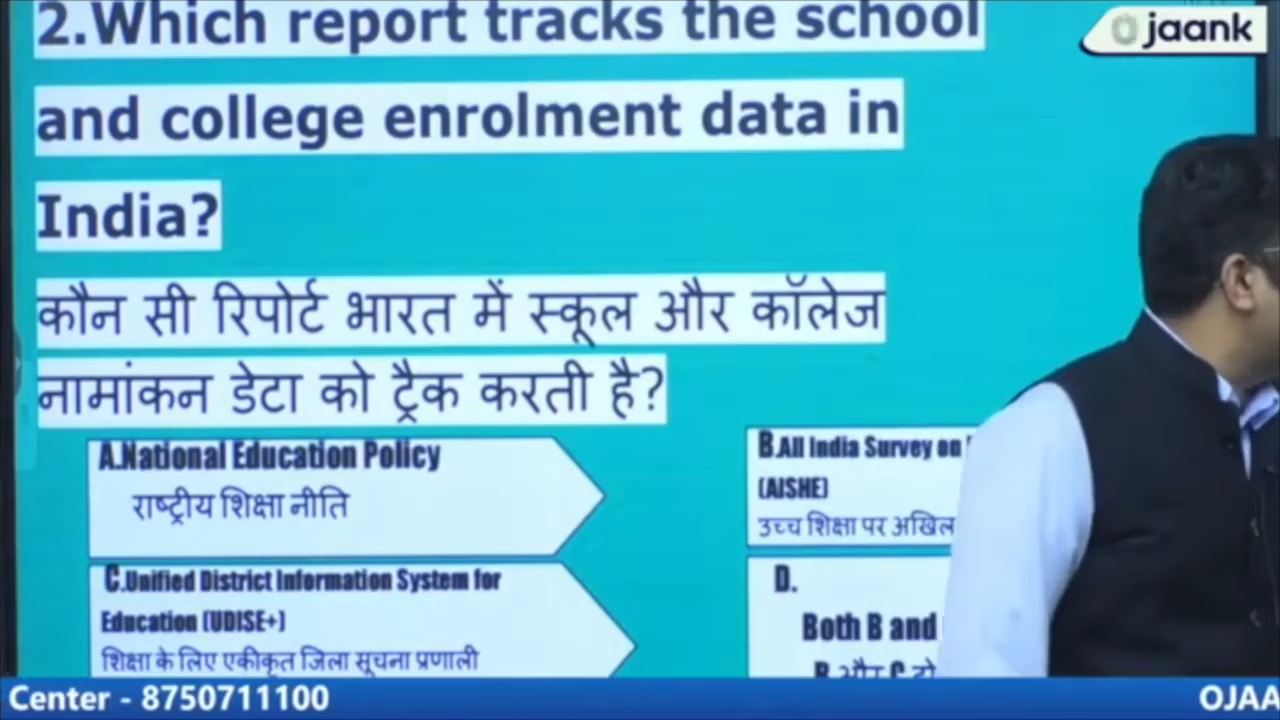 2.Which report tracks the school
Ojaank
and college enrolment data in
India?
कौन सी रिपोर्ट भारत में स्कूल और कॉलेज
नामांकन डेटा को ट्रैक करती है?
A.National Education Policy
राष्ट्रीय शिक्षा नीति
B.All India Survey on
(AISHE)
उच्च शिक्षा पर अखिल
C.Unified District Information System for
Education (UDISE+)
शिक्षा के लिए एकीकृत जिला सूचना प्रणाली
D.
Both B and
B और C
Center - 8750711100
OJAA